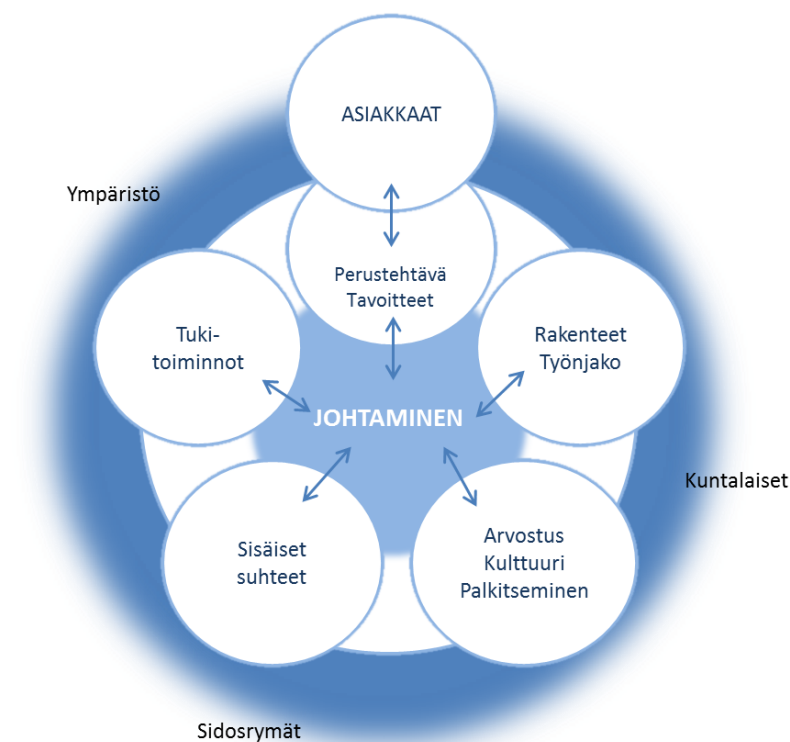 ASIAKKAAT
Ympäristö
Perustehtävä
Tavoitteet
Tuki-
toiminnot
Rakenteet
Työnjako
JOHTAMINEN
Kuntalaiset
Sisäiset
suhteet
Arvostus
Kulttuuri
Palkitseminen
Sidosrymät